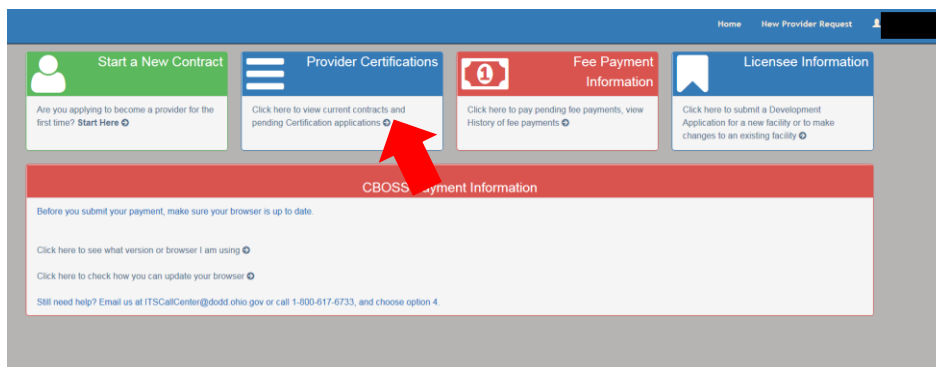 Home New Provider Request
Start a New Contract
Are you applying to become a provider for the
first time? Start Here
Provider Certifications
Click here to view current contracts and
pending Certification applications
Fee Payment
Information
1
Click here to pay pending fee payments, view
History of fee payments
Licensee Information
Click here to submit a Development
Application for a new facility or to make
changes to an existing facility
CBOSS Payment Information
Before you submit your payment, make sure your browser is up to date.
Click here to see what version or browser I am using
Click here to check how you can update your browser
Still need help? Email us at ITSCallCenter@dodd.ohio.gov or call 1-800-617-6733, and choose option 4.